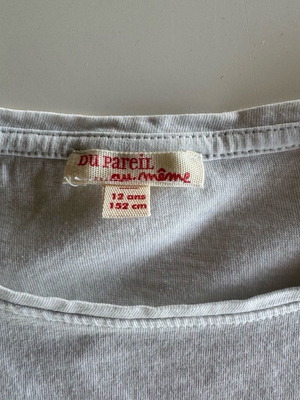 DU PAREIL
...au même
12 ans
152 cm